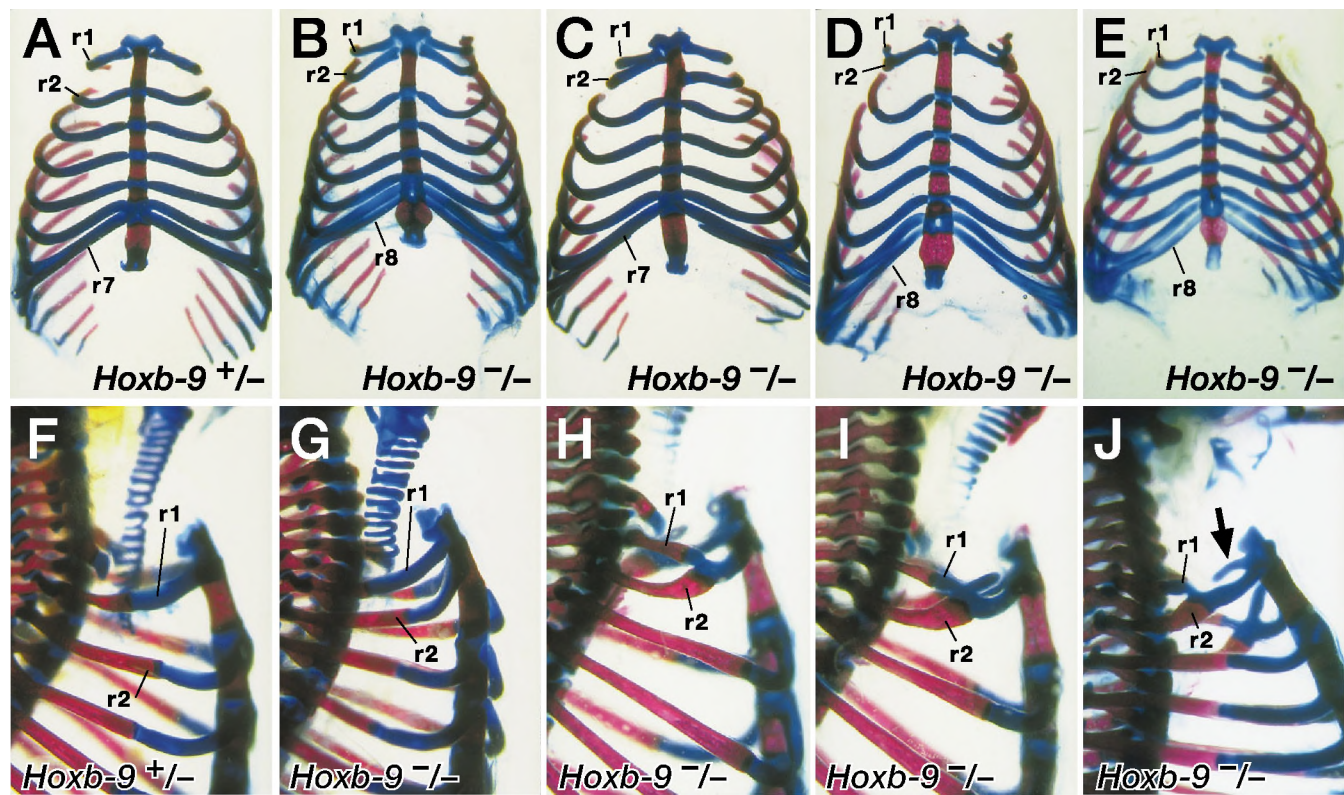 A
r1
r2
r7
Hoxb-9 +/–
B
r1
r2
r8
Hoxb-9 –/–
C
r1
r2
r7
Hoxb-9 –/–
D
r1
r2
r8
Hoxb-9 –/–
E
r1
r2
r8
Hoxb-9 –/–
F
r1
r2
Hoxb-9 +/–
G
r1
r2
Hoxb-9 –/–
H
r1
r2
Hoxb-9 –/–
I
r1
r2
Hoxb-9 –/–
J
r1
r2
Hoxb-9 –/–